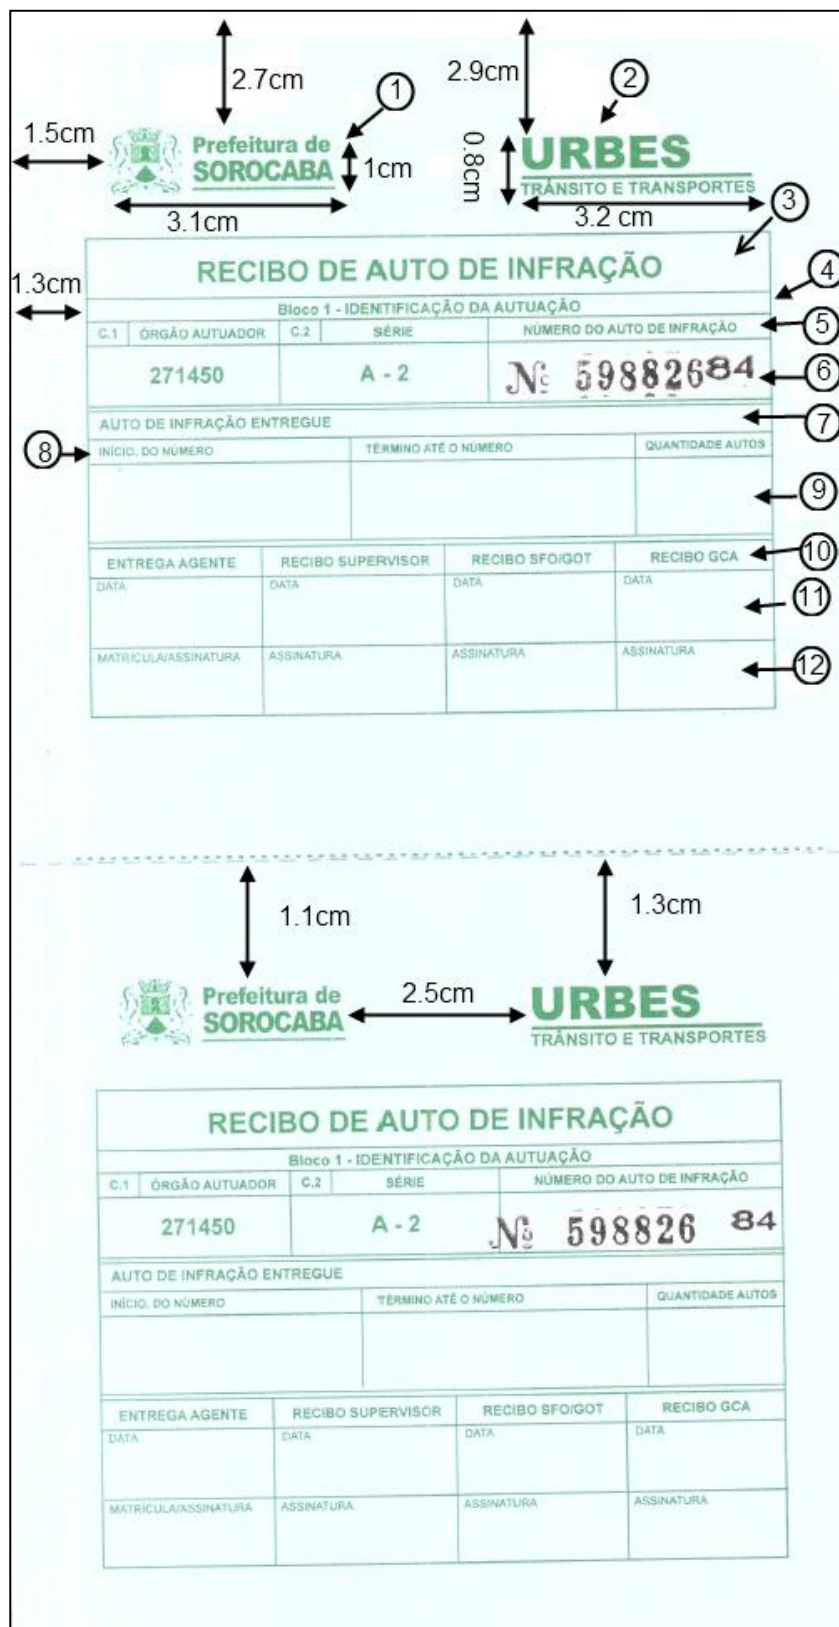 2.7cm
2.9cm
1
2
1.5cm
Prefeitura de
SOROCABA
1cm
0.8cm
URBES
TRÂNSITO E TRANSPORTES
3.1cm
3.2 cm
3
1.3cm
RECIBO DE AUTO DE INFRAÇÃO
4
Bloco 1 - IDENTIFICAÇÃO DA AUTUAÇÃO
C.1 ÓRGÃO AUTUADOR C.2 SÉRIE NÚMERO DO AUTO DE INFRAÇÃO
5
271450 A - 2 Nº 59882684
6
AUTO DE INFRAÇÃO ENTREGUE
7
8
INÍCIO. DO NÚMERO TÉRMINO ATÉ O NÚMERO QUANTIDADE AUTOS
9
ENTREGA AGENTE RECIBO SUPERVISOR RECIBO SFO/GOT RECIBO GCA
10
DATA DATA DATA DATA
11
MATRÍCULA/ASSINATURA ASSINATURA ASSINATURA ASSINATURA
12
1.1cm
1.3cm
Prefeitura de
SOROCABA
2.5cm
URBES
TRÂNSITO E TRANSPORTES
RECIBO DE AUTO DE INFRAÇÃO
Bloco 1 - IDENTIFICAÇÃO DA AUTUAÇÃO
C.1 ÓRGÃO AUTUADOR C.2 SÉRIE NÚMERO DO AUTO DE INFRAÇÃO
271450 A - 2 Nº 598826 84
AUTO DE INFRAÇÃO ENTREGUE
INÍCIO. DO NÚMERO TÉRMINO ATÉ O NÚMERO QUANTIDADE AUTOS
ENTREGA AGENTE RECIBO SUPERVISOR RECIBO SFO/GOT RECIBO GCA
DATA DATA DATA DATA
MATRÍCULA/ASSINATURA ASSINATURA ASSINATURA ASSINATURA